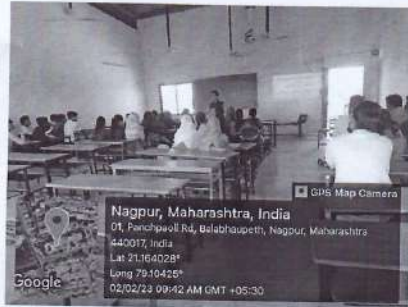 GPS Map Camera
Nagpur, Maharashtra, India
01, Panchpaoli Rd, Balabhaupeth, Nagpur, Maharashtra
440017, India
Lat 21.164028°
Long 79.10425°
02/02/23 09:42 AM GMT +05:30
Google